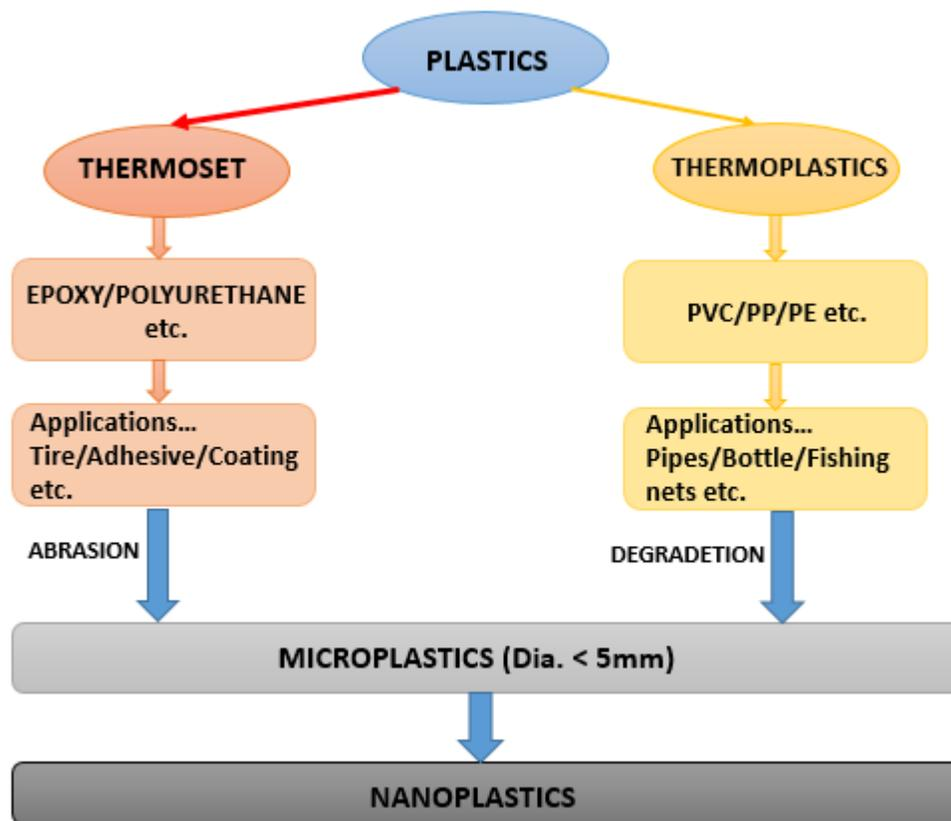 PLASTICS
THERMOSET
THERMOPLASTICS
EPOXY/POLYURETHANE
etc.
PVC/PP/PE etc.
Applications...
Tire/Adhesive/Coating
etc.
Applications...
Pipes/Bottle/Fishing
nets etc.
ABRASION
DEGRADETION
MICROPLASTICS (Dia. < 5mm)
NANOPLASTICS